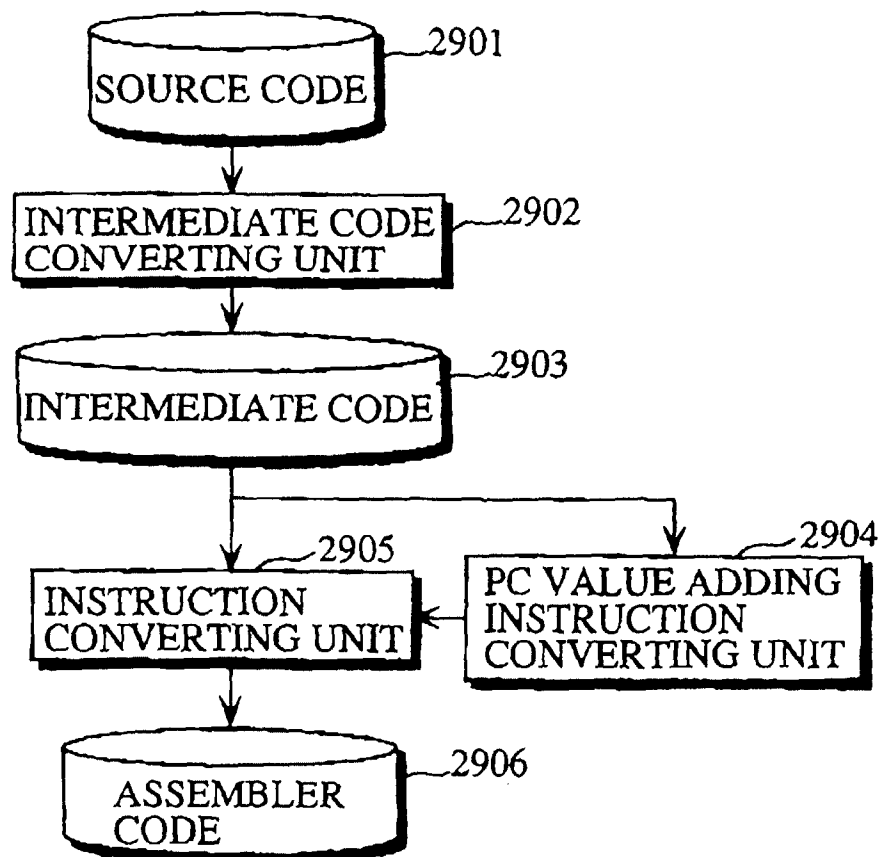 2901
SOURCE CODE
INTERMEDIATE CODE
CONVERTING UNIT
2902
2903
INTERMEDIATE CODE
2905
INSTRUCTION
CONVERTING UNIT
2904
PC VALUE ADDING
INSTRUCTION
CONVERTING UNIT
2906
ASSEMBLER
CODE